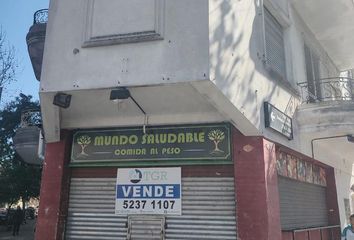 MUNDO SALUDABLE
COMIDA AL PESO
TGR
VENDE
5237 1107